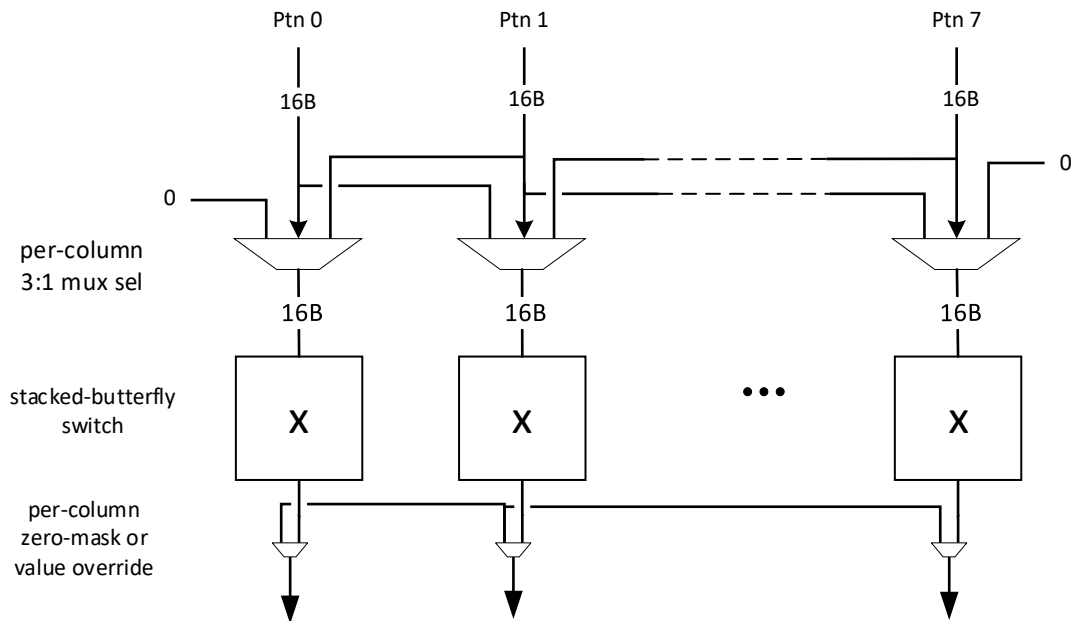 Ptn 0 Ptn 1 Ptn 7
16B 16B 16B
0 0
per-column
3:1 mux sel
16B 16B 16B
stacked-butterfly
switch
X X X
per-column
zero-mask or
value override